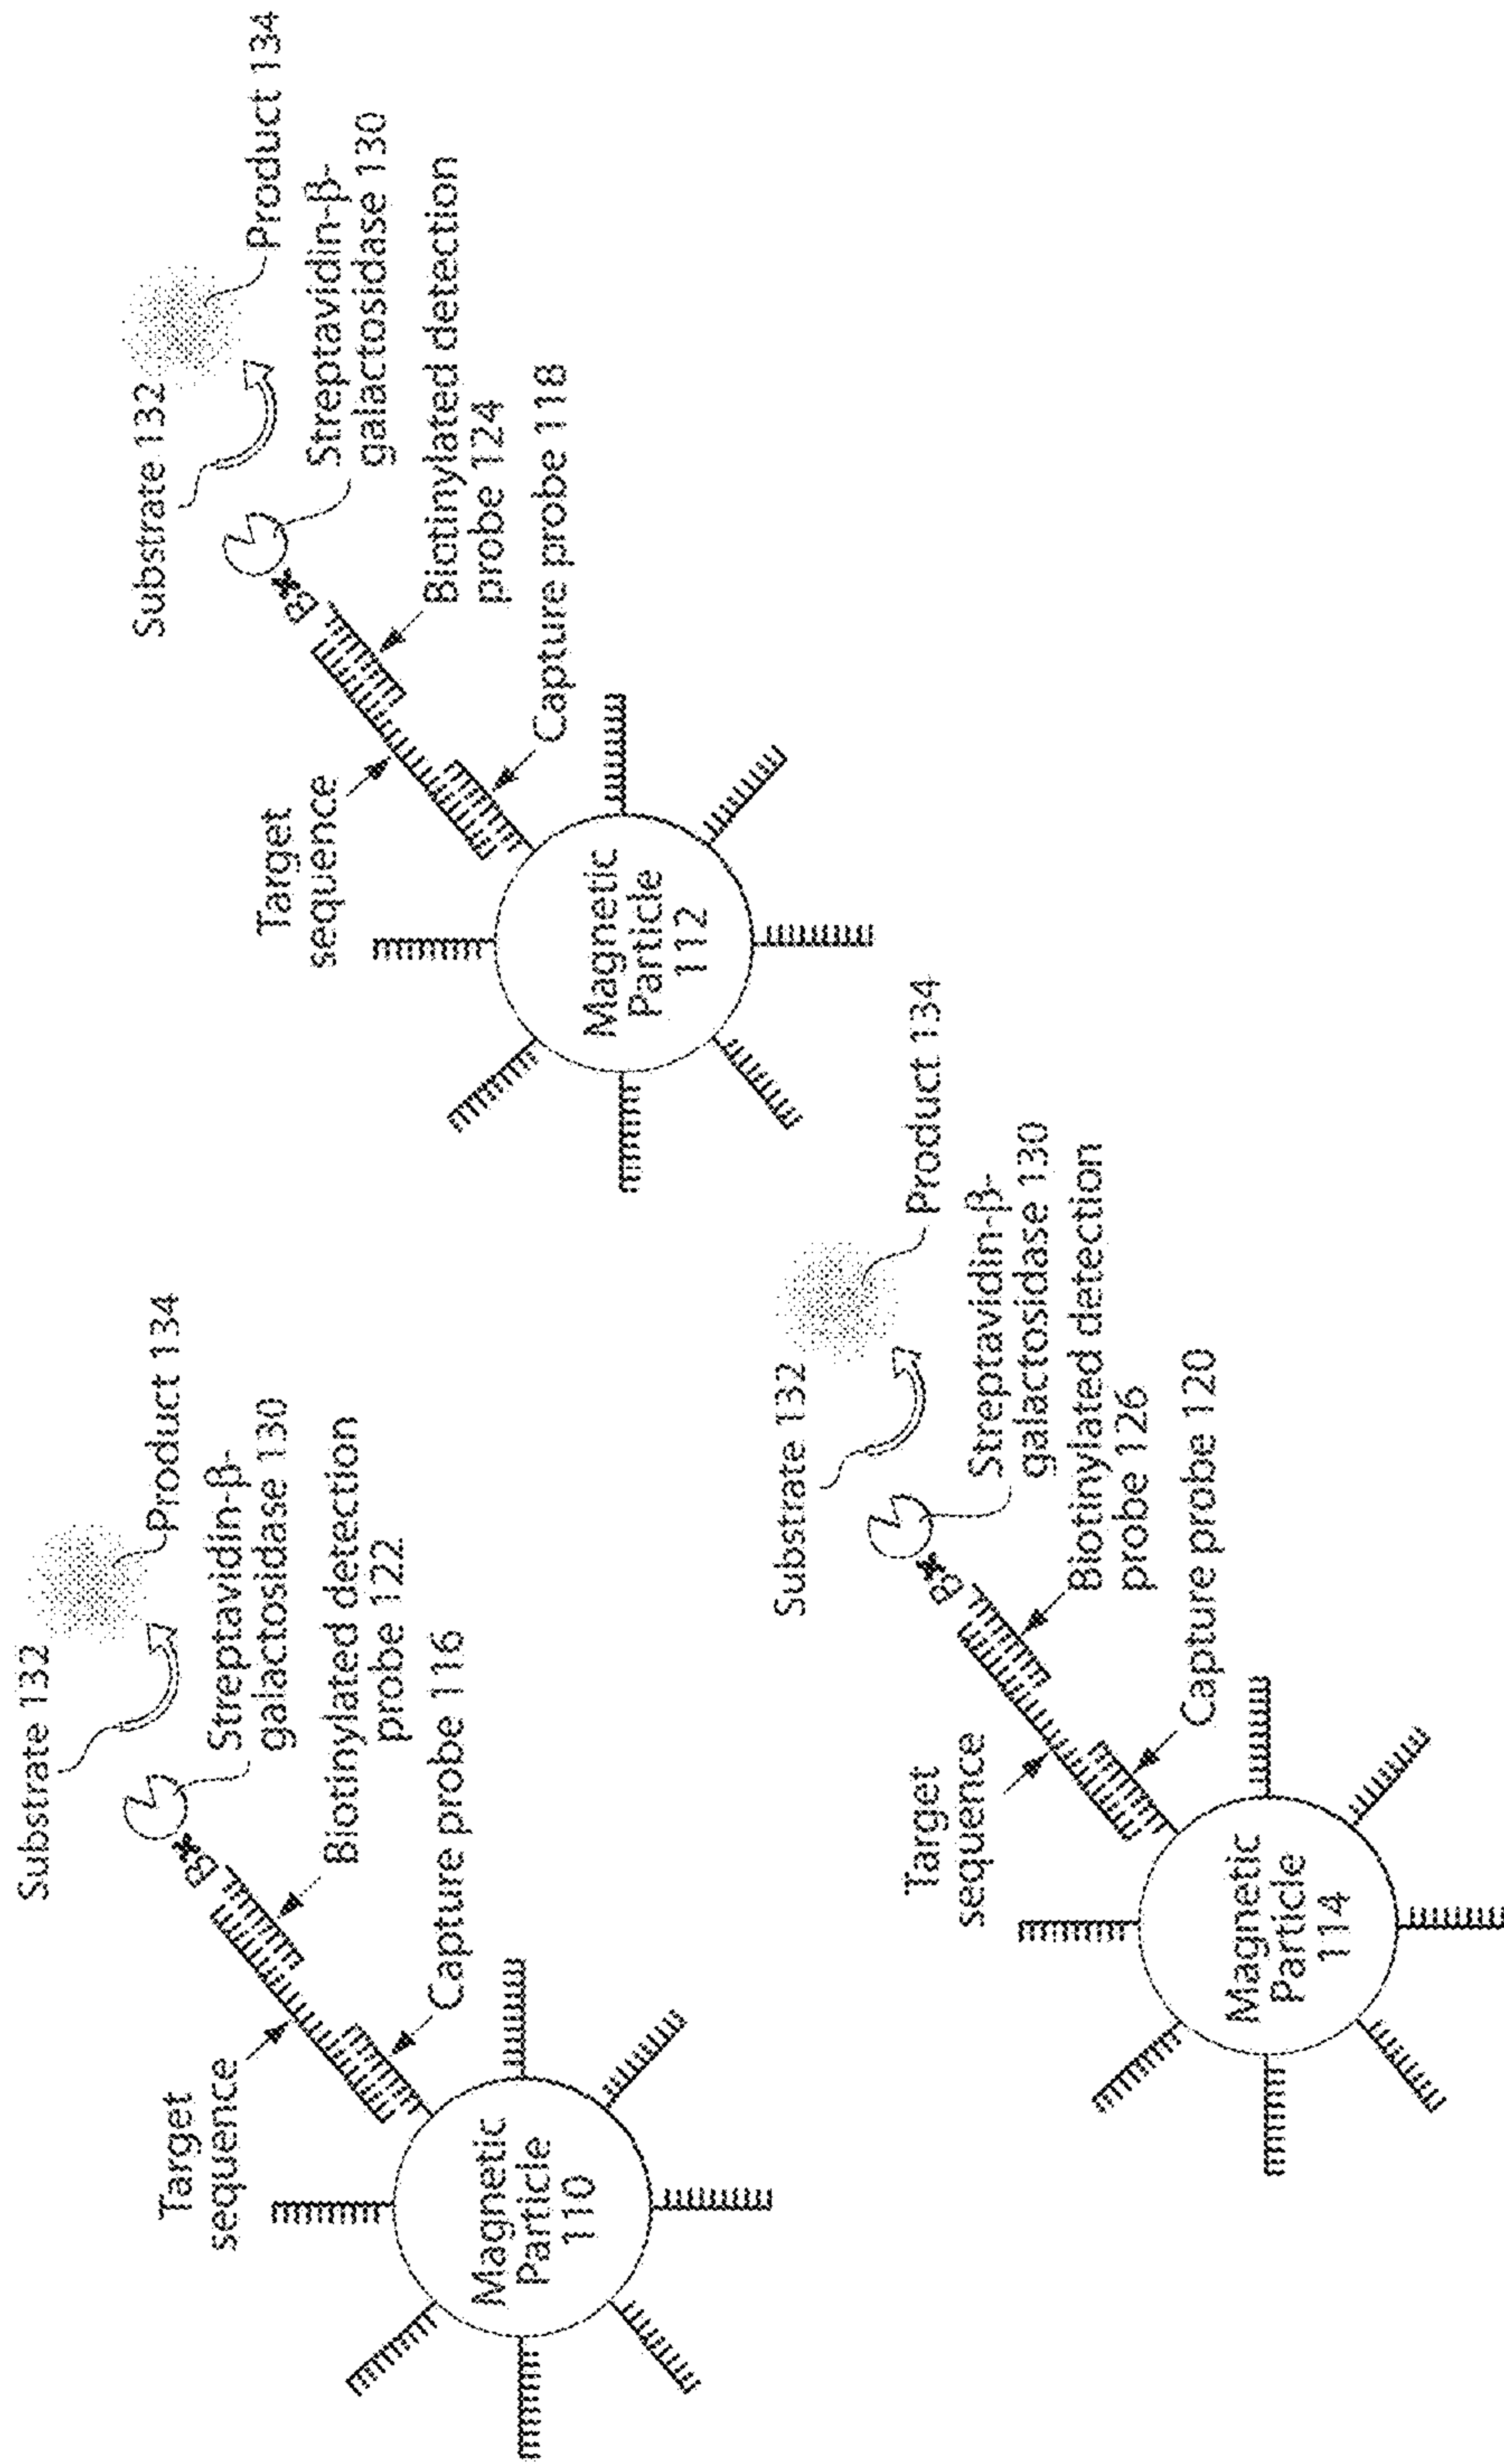 Substrate 132
Product 134
Streptavidin-β-
galactosidase 130
Biotinylated detection
probe 122
Capture probe 116
Target
sequence
Magnetic
Particle
110
Substrate 132
Product 134
Streptavidin-β-
galactosidase 130
Biotinylated detection
probe 124
Capture probe 118
Target
sequence
Magnetic
Particle
112
Substrate 132
Product 134
Streptavidin-β-
galactosidase 130
Biotinylated detection
probe 126
Capture probe 120
Target
sequence
Magnetic
Particle
114
B
B
B